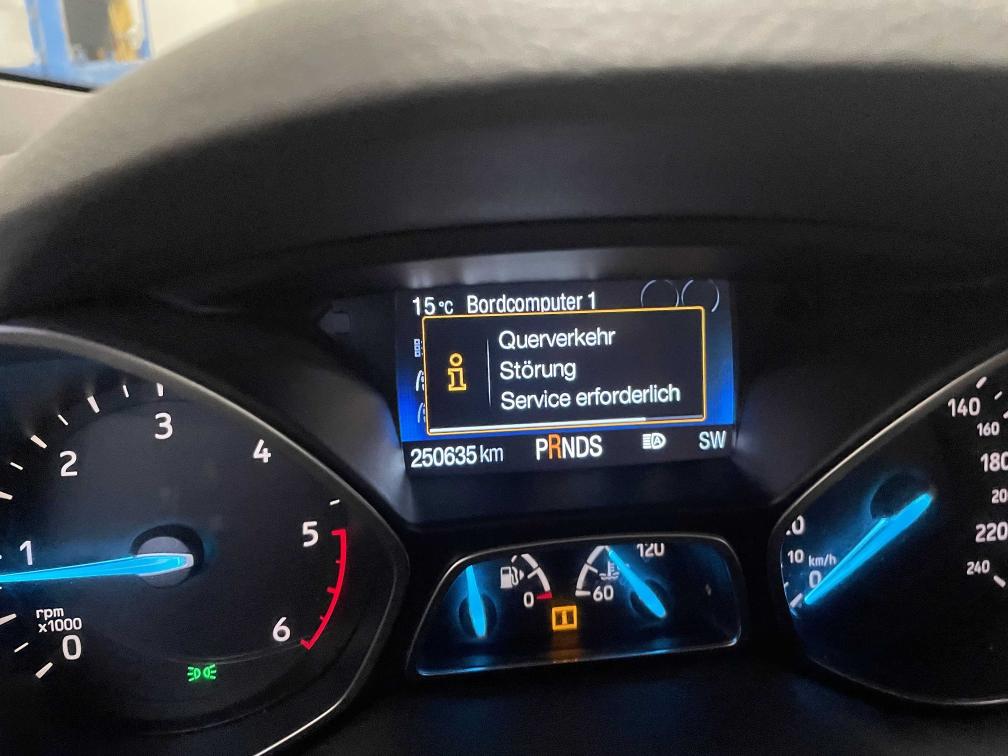 15°C Bordcomputer 1
Querverkehr
Störung
Service erforderlich
250635 km PRNDS SW
1 2 3 4 5 6
rpm
x1000
0
0 60 120
10 km/h
0
140
160
180
220
240